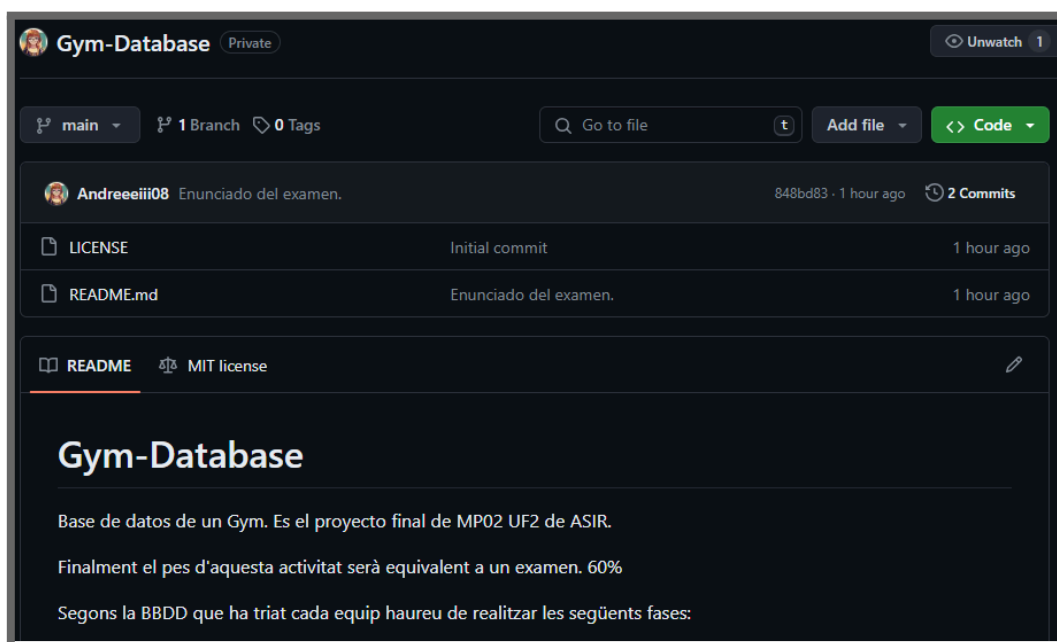 Gym-Database Private Unwatch 1
main 1 Branch 0 Tags Go to file t Add file <> Code
Andreeeiii08 Enunciado del examen. 848bd83 · 1 hour ago 2 Commits
LICENSE Initial commit 1 hour ago
README.md Enunciado del examen. 1 hour ago
README MIT license
Gym-Database
Base de datos de un Gym. Es el proyecto final de MP02 UF2 de ASIR.
Finalment el pes d'aquesta activitat serà equivalent a un examen. 60%
Segons la BBDD que ha triat cada equip haureu de realitzar les següents fases: